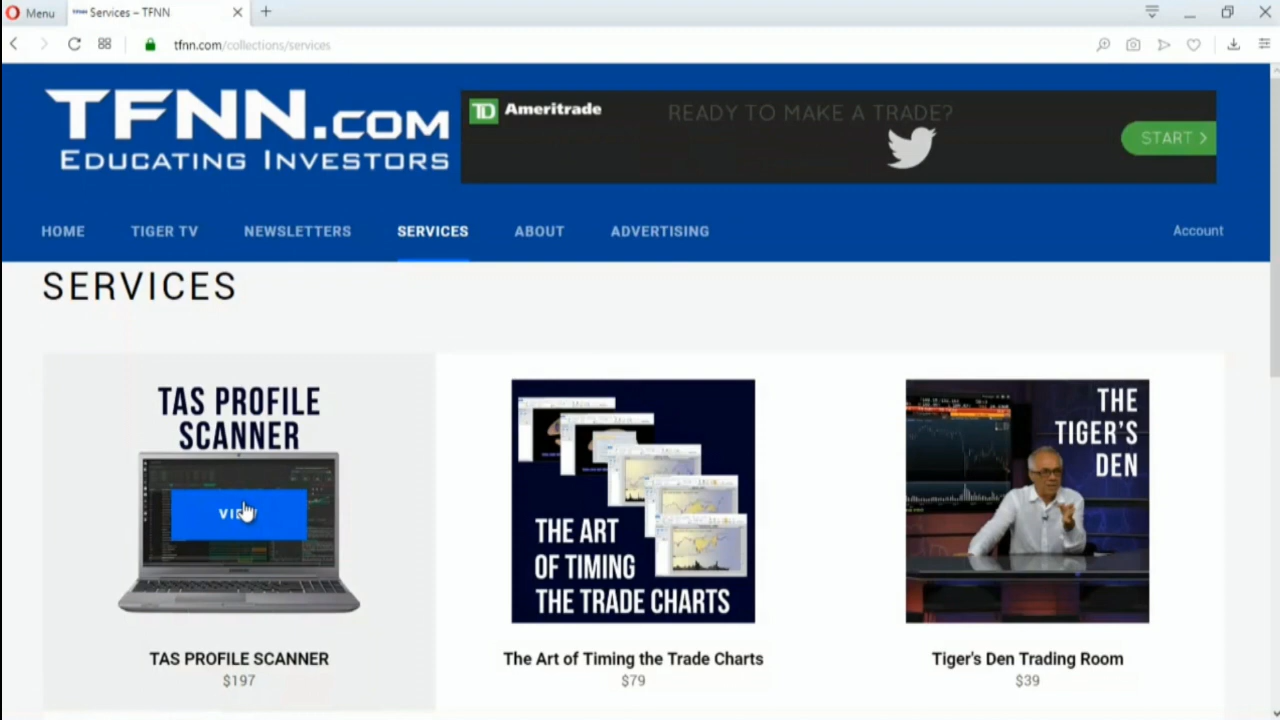 Menu
Services – TFNN
tfnn.com/collections/services
TFNN.COM
EDUCATING INVESTORS
TD Ameritrade
READY TO MAKE A TRADE?
START >
HOME
TIGER TV
NEWSLETTERS
SERVICES
ABOUT
ADVERTISING
Account
SERVICES
TAS PROFILE
SCANNER
THE ART
OF TIMING
THE TRADE CHARTS
THE
TIGER'S
DEN
TAS PROFILE SCANNER
$197
The Art of Timing the Trade Charts
$79
Tiger's Den Trading Room
$39